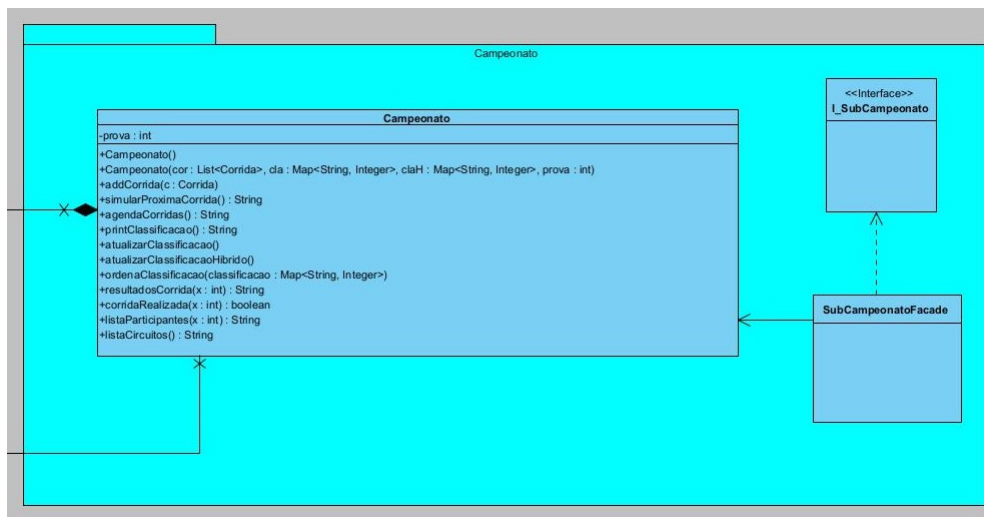 Campeonato
Campeonato
-prova : int
+Campeonato()
+Campeonato(cor : List<Corrida>, cla : Map<String, Integer>, claH : Map<String, Integer>, prova : int)
+addCorrida(c : Corrida)
+simularProximaCorrida() : String
+agendaCorridas() : String
+printClassificacao() : String
+atualizarClassificacao()
+atualizarClassificacaoHibrido()
+ordenaClassificacao(classificacao : Map<String, Integer>)
+resultadosCorrida(x : int) : String
+corridaRealizada(x : int) : boolean
+listaParticipantes(x : int) : String
+listaCircuitos() : String
<<Interface>>
I_SubCampeonato
SubCampeonatoFacade